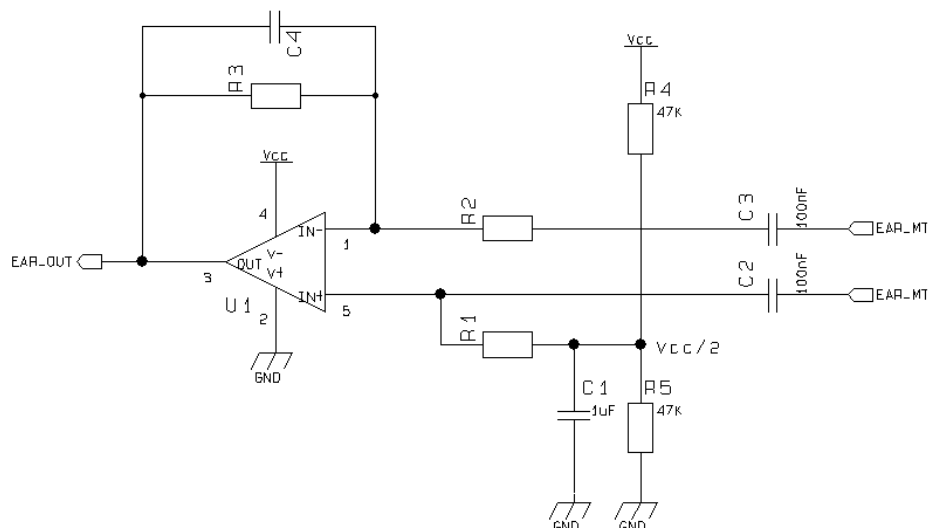 C4
R3
Vcc
R4
47K
Vcc
4
IN-
1
R2
C3
100nF
EAR_MT
EAR_OUT
3
OUT
V-
V+
U1
2
IN+
5
C2
100nF
EAR_MT
R1
Vcc/2
GND
C1
1uF
R5
47K
GND
GND